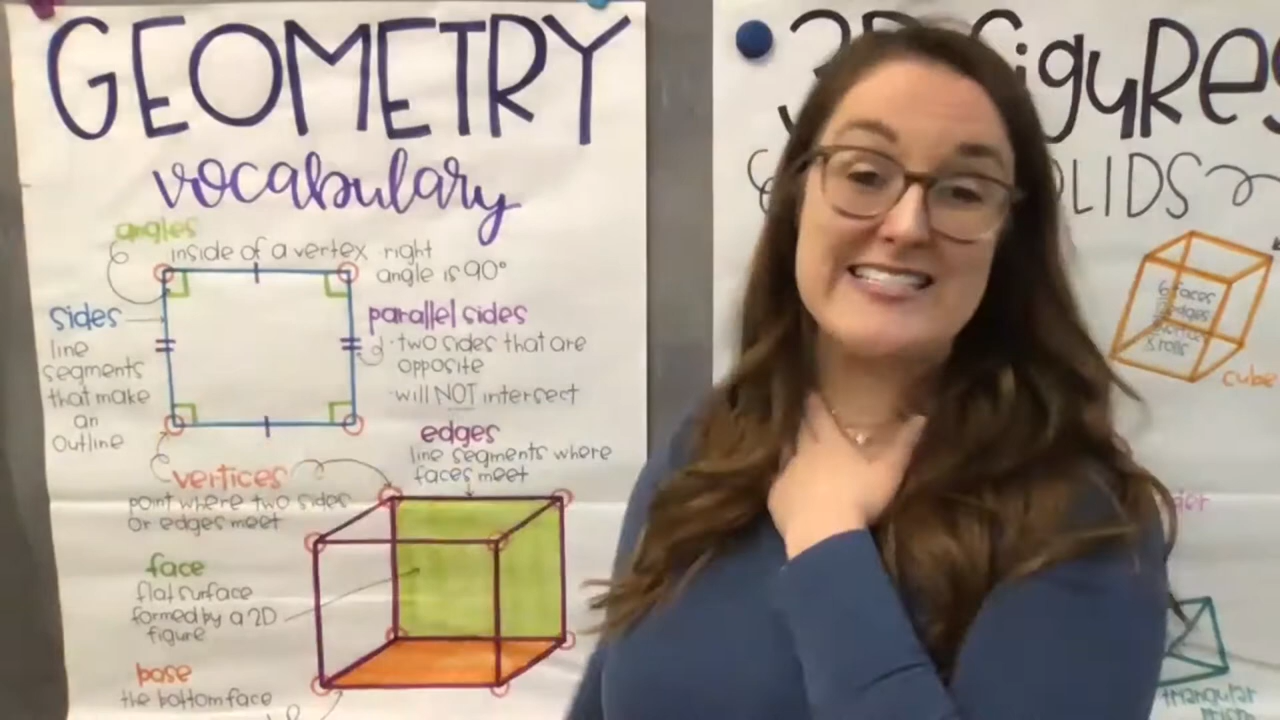 GEOMETRY
vocabulary
angles
inside of a vertex right
angle is 90°
sides
line
segments
that make
an
outline
parallel sides
·two sides that are
opposite
·will NOT intersect
edges
line segments where
faces meet
vertices
point where two sides
or edges meet
face
flat surface
formed by a 2D
figure
base
the bottom face
3D figures
LIDS
6 faces
cube
triangular
prism